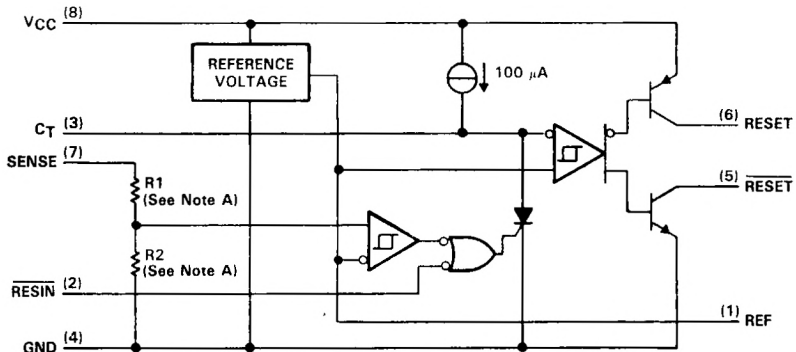 VCC (8)
REFERENCE
VOLTAGE
100 μA
CT (3)
SENSE (7)
R1
(See Note A)
R2
(See Note A)
RESIN (2)
GND (4)
(6) RESET
(5) RESET
(1) REF